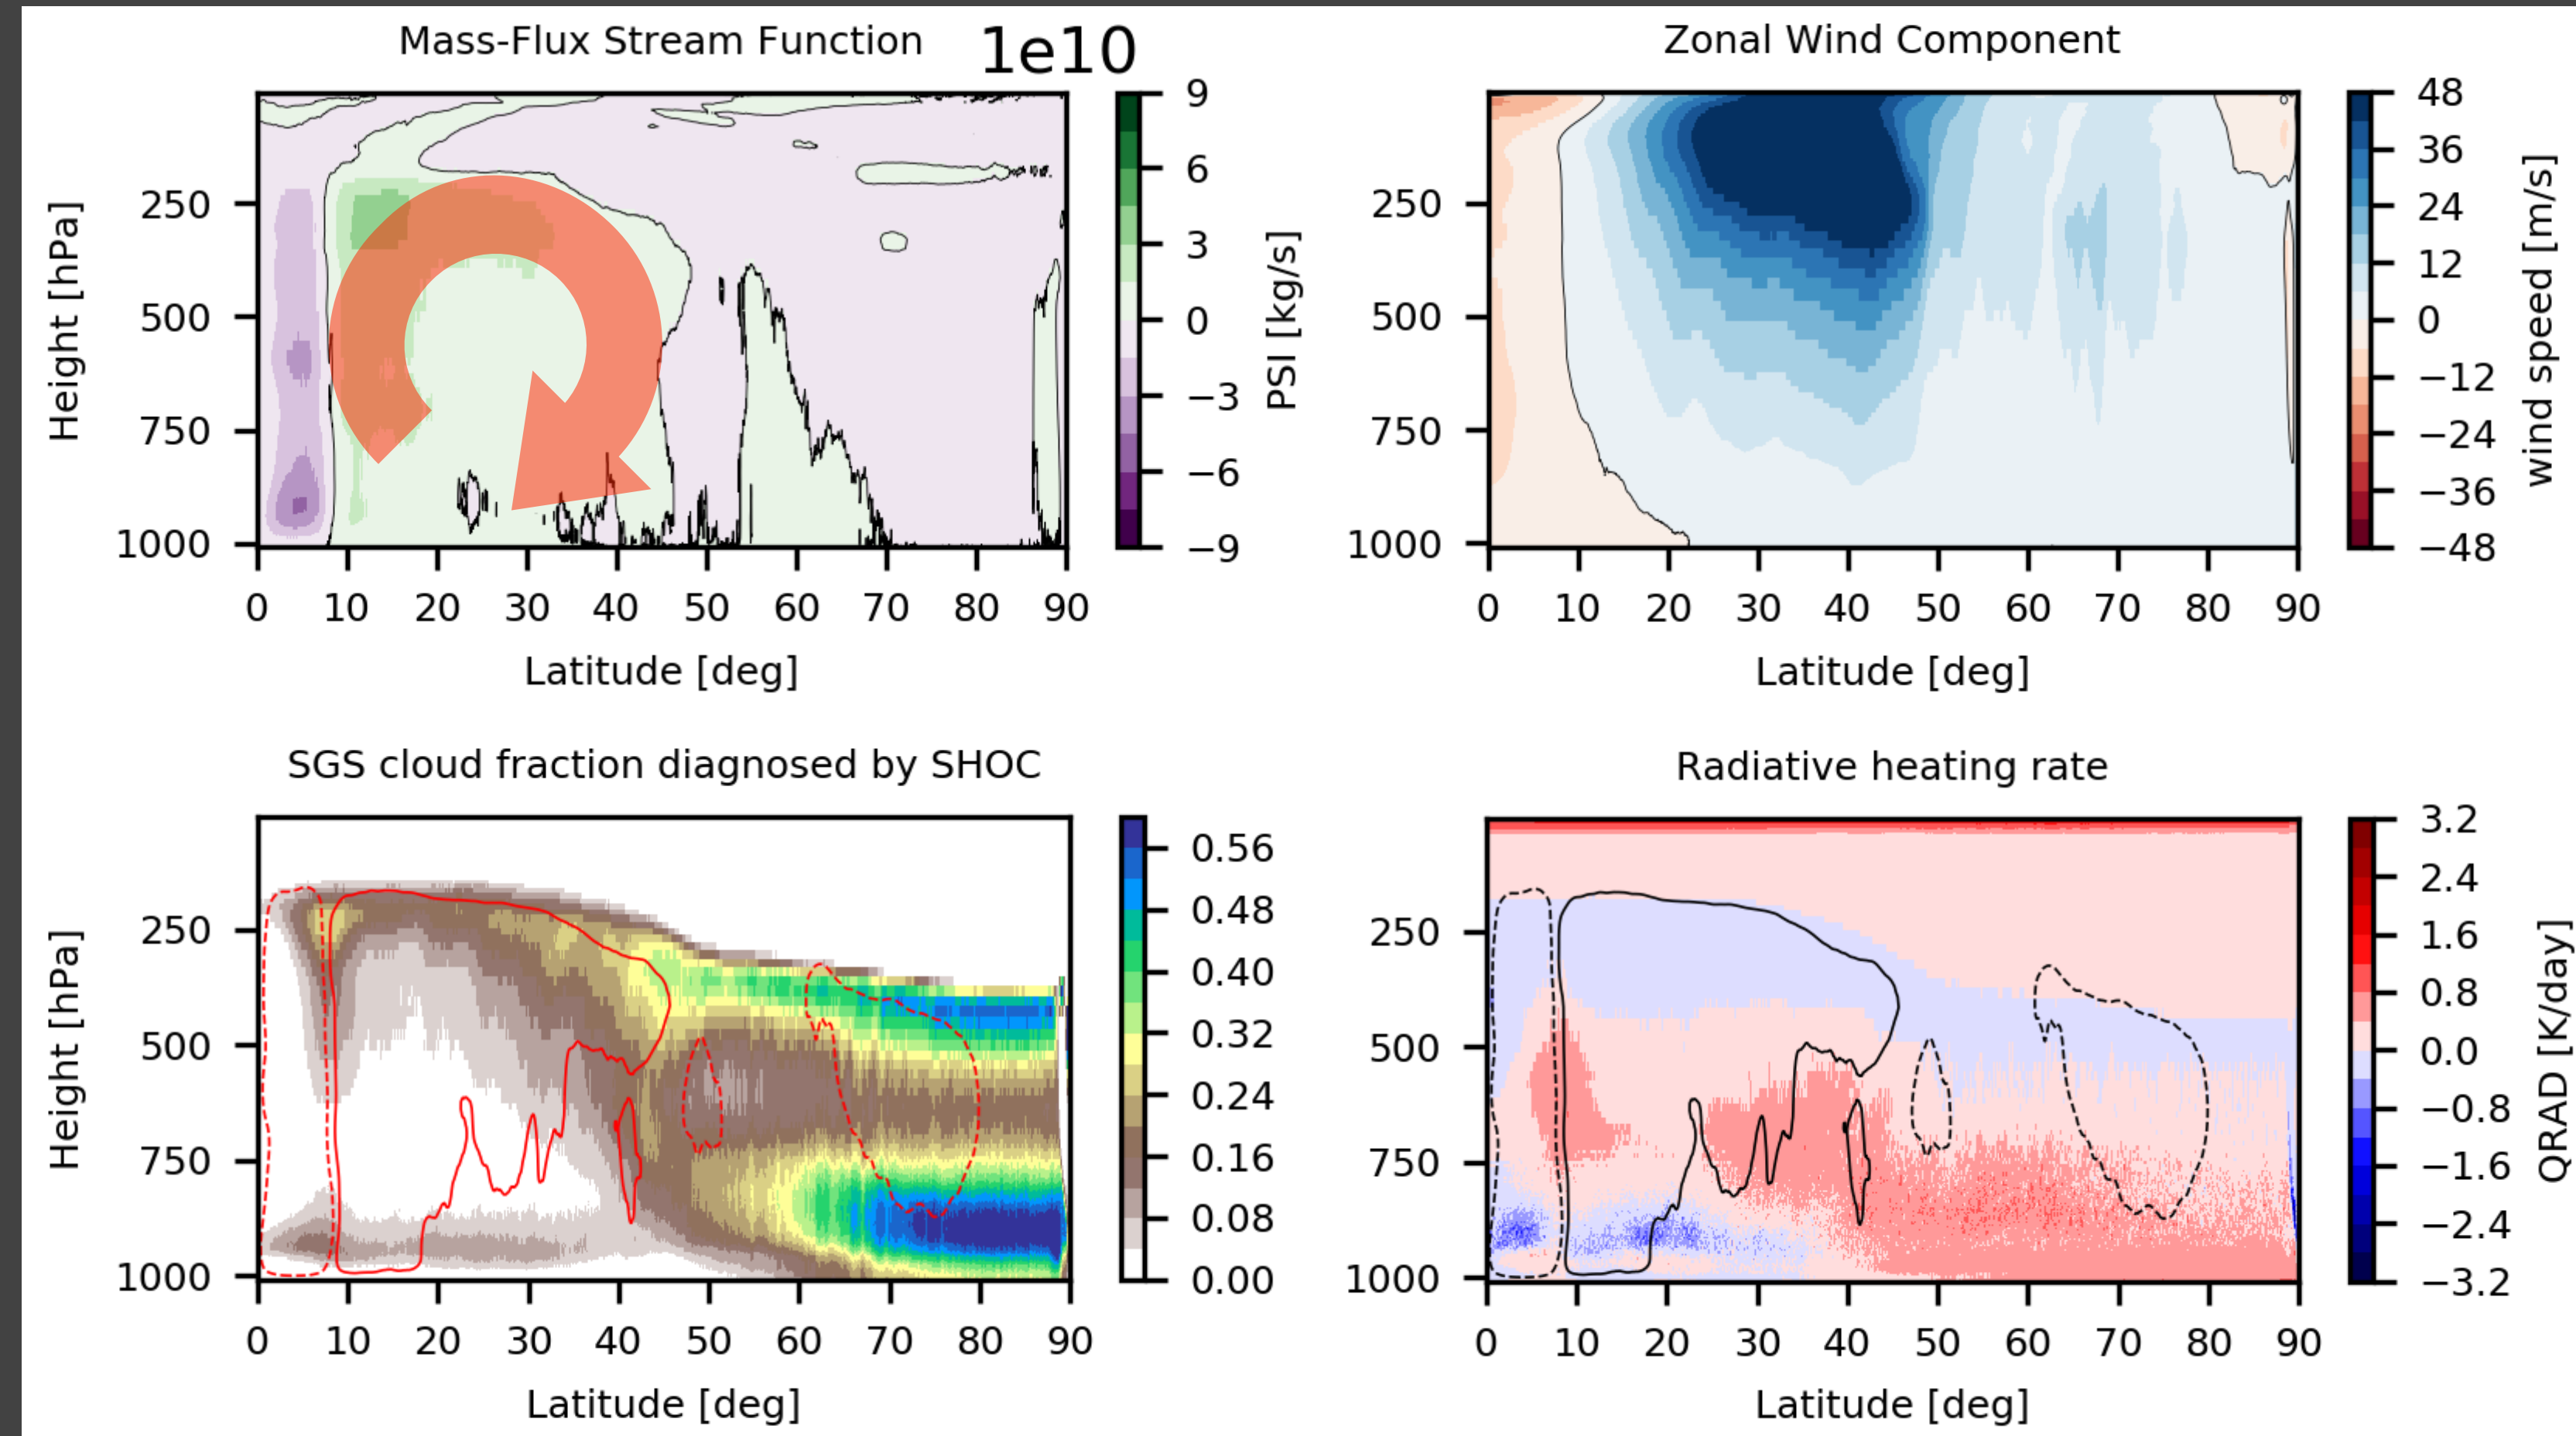 Mass-Flux Stream Function
1e10
Height [hPa]
250
500
750
1000
0 10 20 30 40 50 60 70 80 90
Latitude [deg]
9
6
3
0
−3
−6
−9
PSI [kg/s]
Zonal Wind Component
250
500
750
1000
0 10 20 30 40 50 60 70 80 90
Latitude [deg]
48
36
24
12
0
−12
−24
−36
−48
wind speed [m/s]
SGS cloud fraction diagnosed by SHOC
Height [hPa]
250
500
750
1000
0 10 20 30 40 50 60 70 80 90
Latitude [deg]
0.56
0.48
0.40
0.32
0.24
0.16
0.08
0.00
Radiative heating rate
250
500
750
1000
0 10 20 30 40 50 60 70 80 90
Latitude [deg]
3.2
2.4
1.6
0.8
0.0
−0.8
−1.6
−2.4
−3.2
QRAD [K/day]